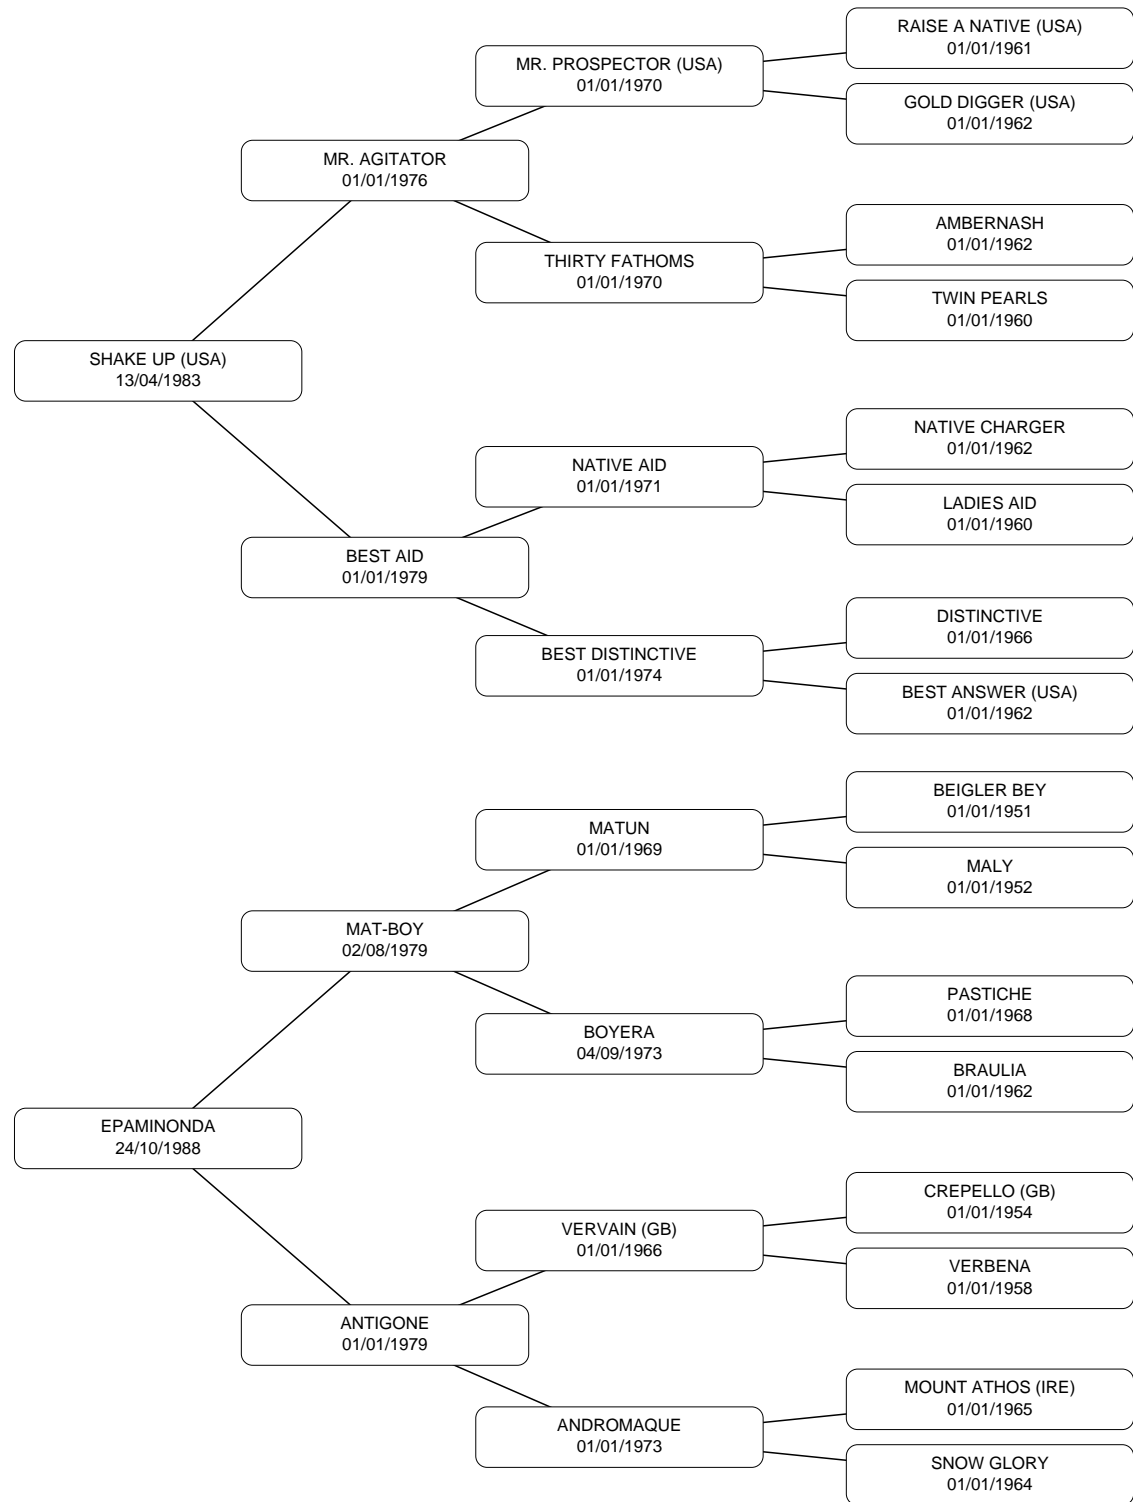 RAISE A NATIVE (USA)
01/01/1961
MR. PROSPECTOR (USA)
01/01/1970
GOLD DIGGER (USA)
01/01/1962
MR. AGITATOR
01/01/1976
AMBERNASH
01/01/1962
THIRTY FATHOMS
01/01/1970
TWIN PEARLS
01/01/1960
SHAKE UP (USA)
13/04/1983
NATIVE CHARGER
01/01/1962
NATIVE AID
01/01/1971
LADIES AID
01/01/1960
BEST AID
01/01/1979
DISTINCTIVE
01/01/1966
BEST DISTINCTIVE
01/01/1974
BEST ANSWER (USA)
01/01/1962
BEIGLER BEY
01/01/1951
MATUN
01/01/1969
MALY
01/01/1952
MAT-BOY
02/08/1979
PASTICHE
01/01/1968
BOYERA
04/09/1973
BRAULIA
01/01/1962
EPAMINONDA
24/10/1988
CREPELLO (GB)
01/01/1954
VERVAIN (GB)
01/01/1966
VERBENA
01/01/1958
ANTIGONE
01/01/1979
MOUNT ATHOS (IRE)
01/01/1965
ANDROMAQUE
01/01/1973
SNOW GLORY
01/01/1964